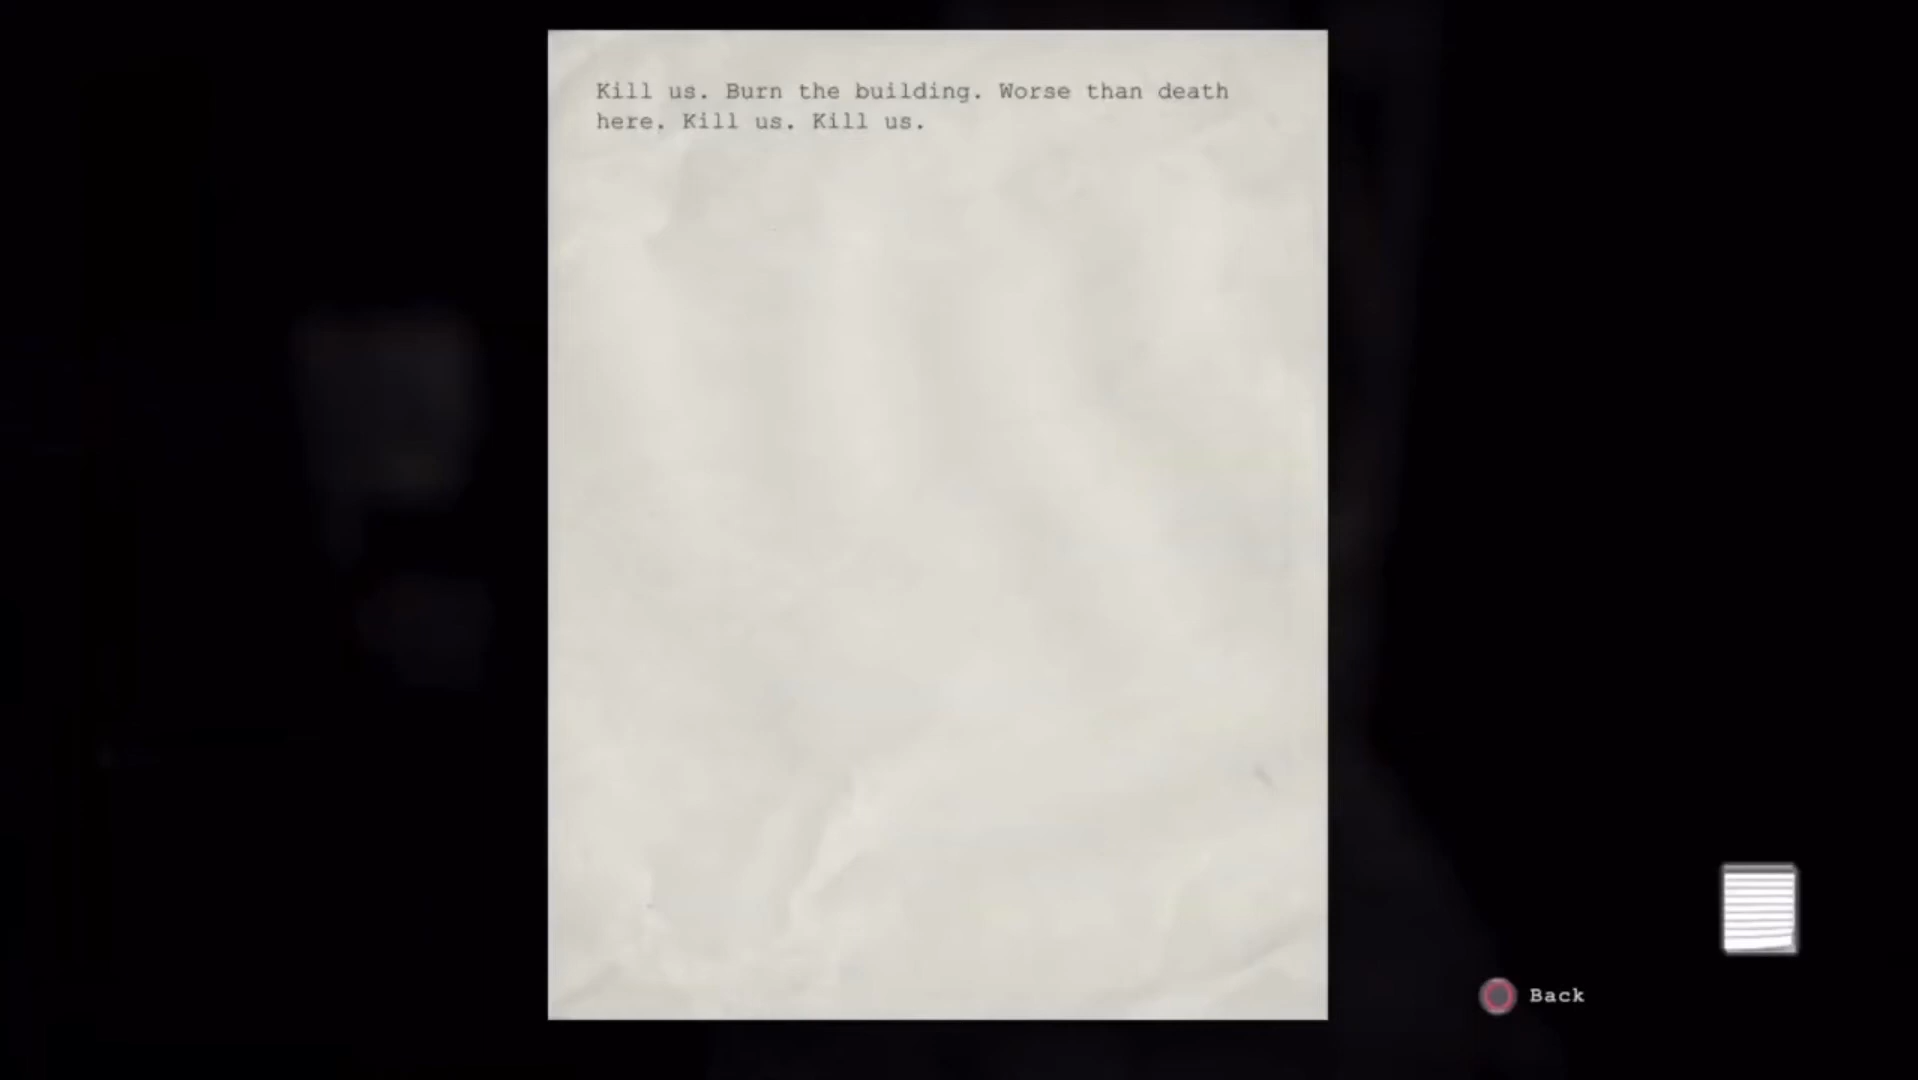 Kill us. Burn the building. Worse than death
here. Kill us. Kill us.
Back